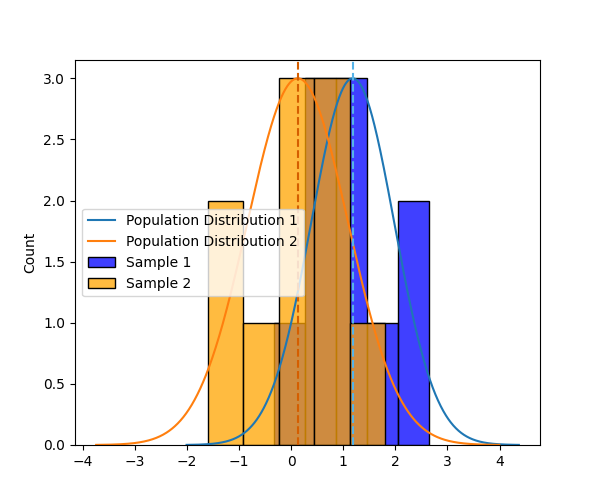 3.0
2.5
2.0
1.5
1.0
0.5
0.0
Count
Population Distribution 1
Population Distribution 2
Sample 1
Sample 2
−4 −3 −2 −1 0 1 2 3 4